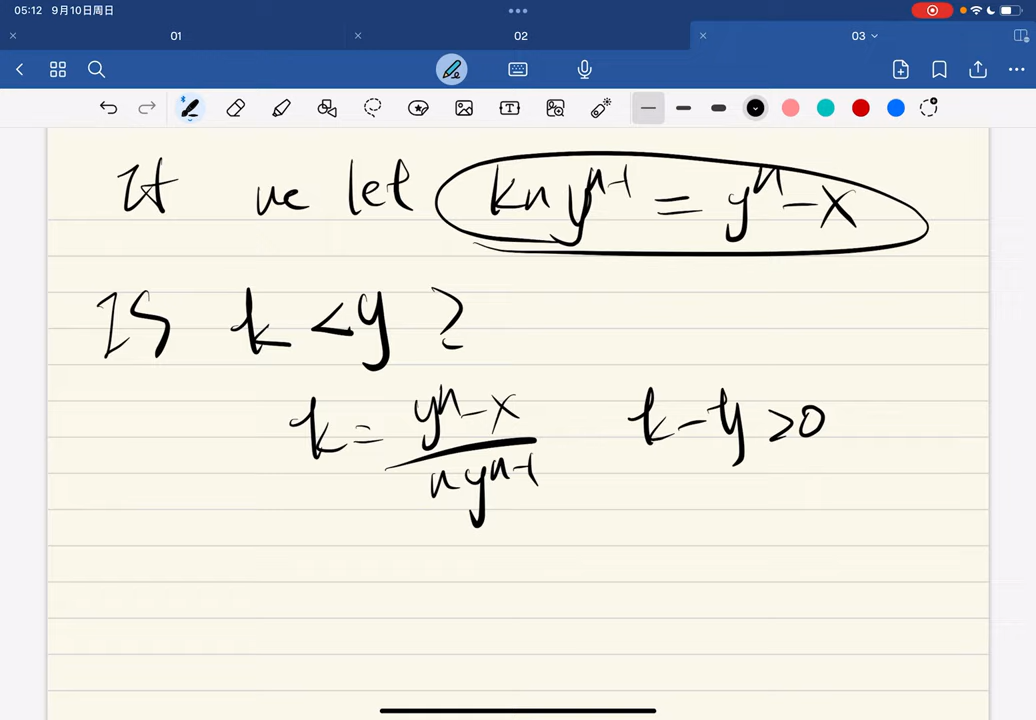 05:12 9月10日周日
01 02 03
If we let kny^{n-1} = y^n - x
Is k < y ?
k = \frac{y^n - x}{ny^{n-1}} k - y > 0